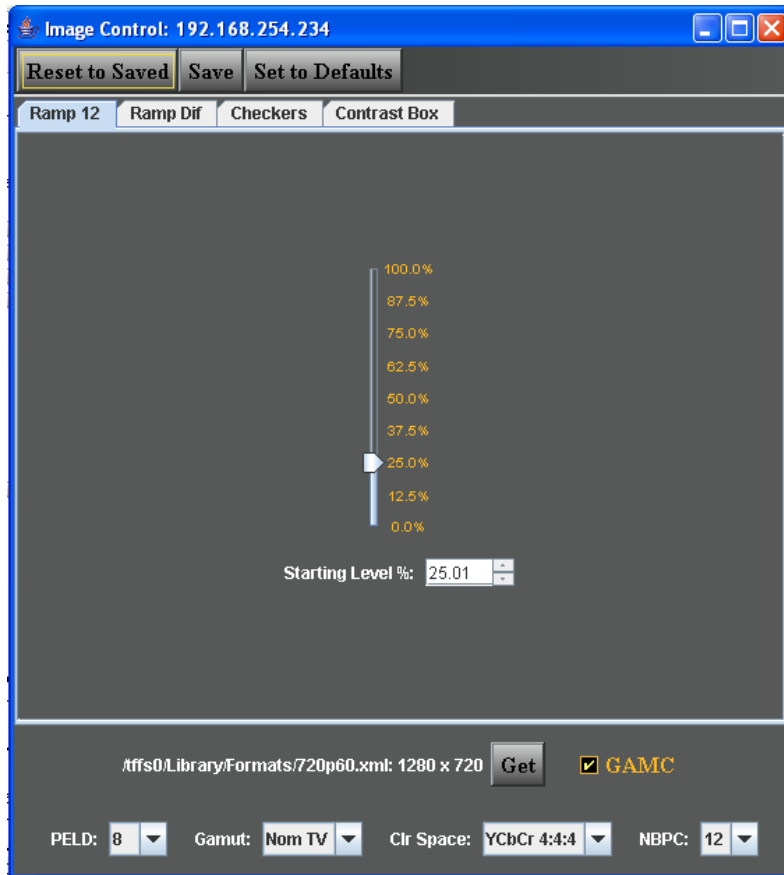 Image Control: 192.168.254.234
Reset to Saved Save Set to Defaults
Ramp 12 Ramp Dif Checkers Contrast Box
100.0%
87.5%
75.0%
62.5%
50.0%
37.5%
25.0%
12.5%
0.0%
Starting Level %: 25.01
/tffs0/Library/Formats/720p60.xml: 1280 x 720 Get GAMC
PELD: 8 Gamut: Nom TV Clr Space: YCbCr 4:4:4 NBPC: 12